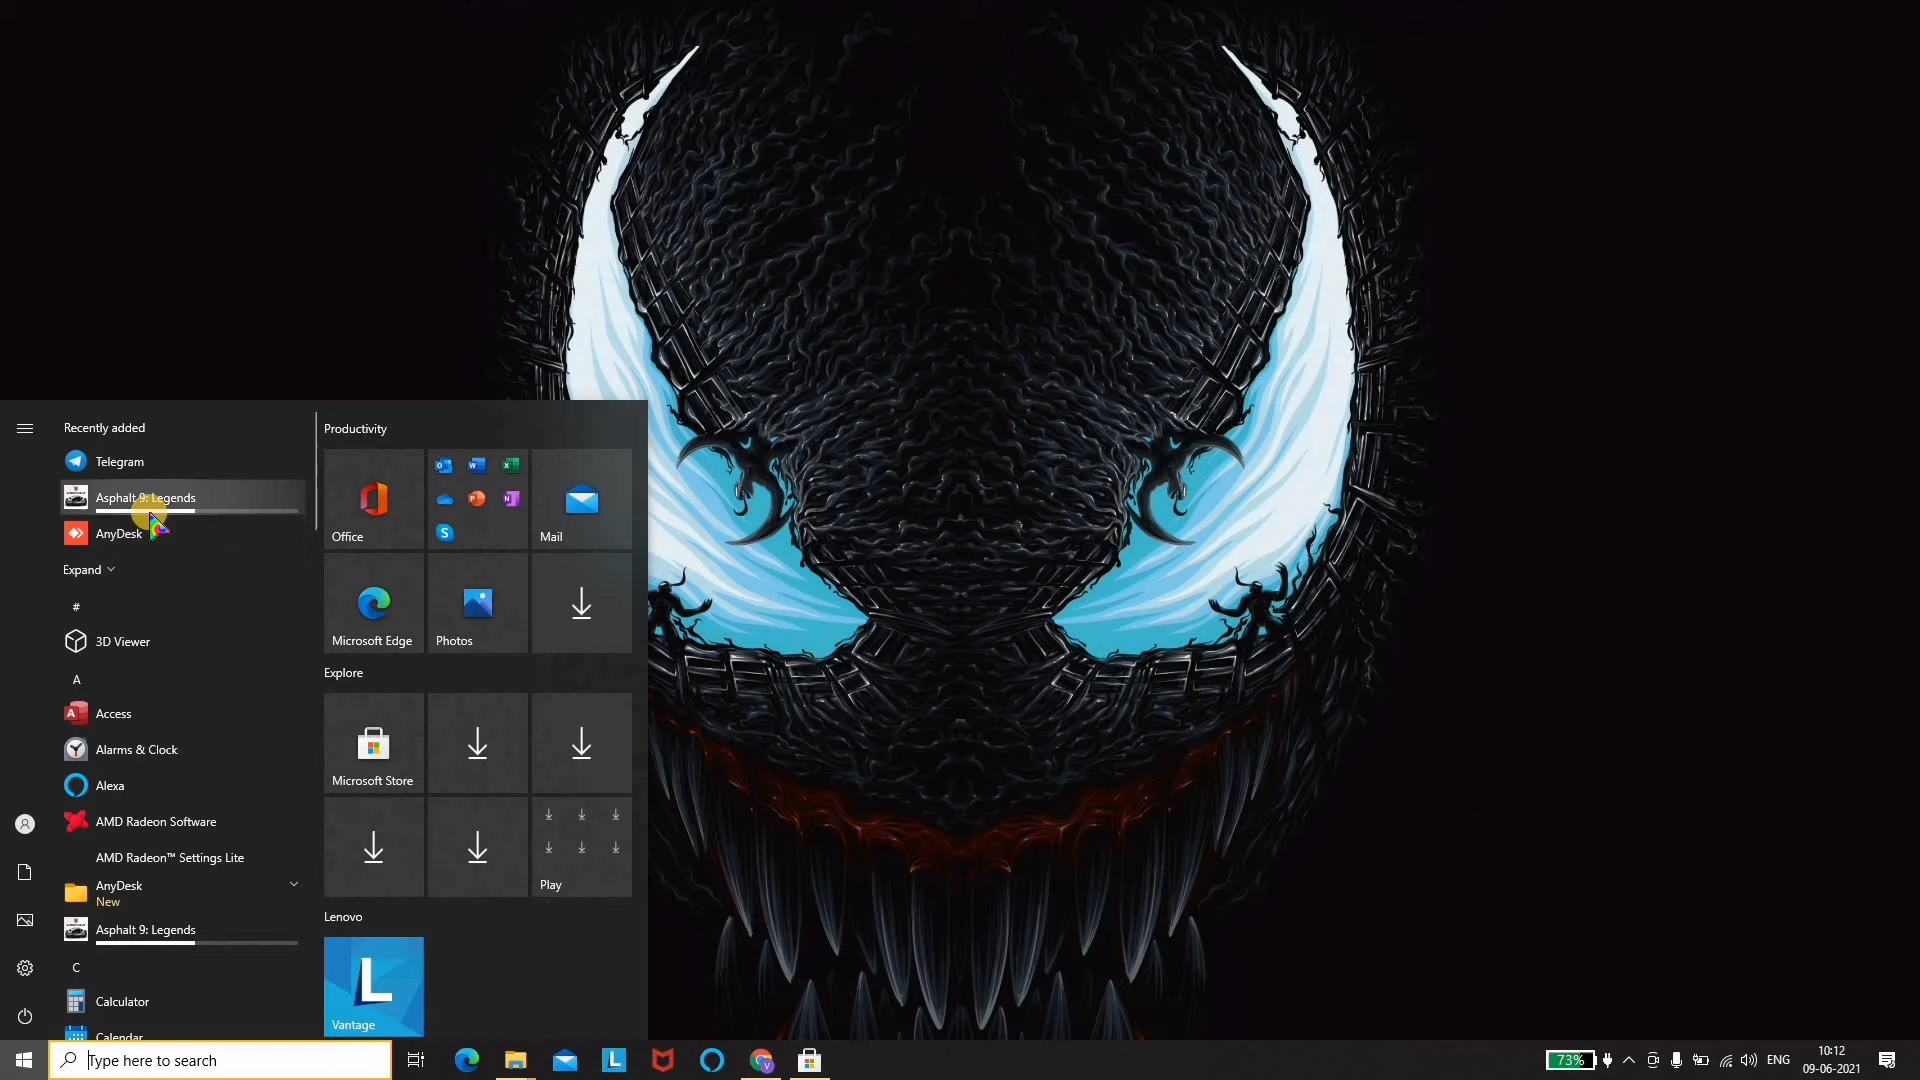 Recently added
Telegram
Asphalt 9: Legends
AnyDesk
Expand
#
3D Viewer
A
Access
Alarms & Clock
Alexa
AMD Radeon Software
AMD Radeon™ Settings Lite
AnyDesk
New
Asphalt 9: Legends
C
Calculator
Calendar
Productivity
Office
Mail
Microsoft Edge
Photos
Explore
Microsoft Store
Play
Lenovo
L
Vantage
Type here to search
73%
ENG
10:12
09-06-2021